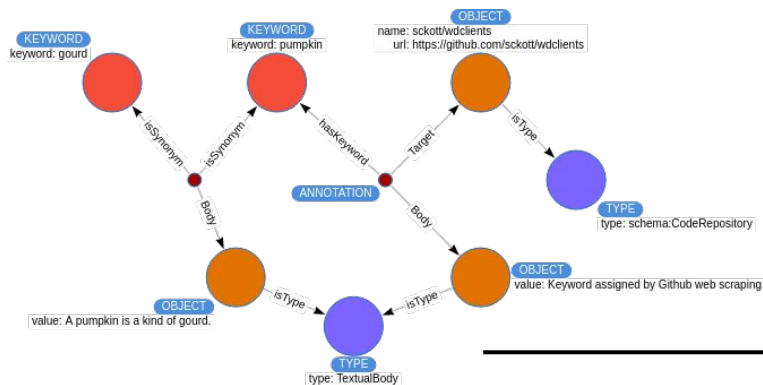 OBJECT
name: sckott/wdclients
url: https://github.com/sckott/wdclients
KEYWORD
keyword: gourd
KEYWORD
keyword: pumpkin
isSynonym
isSynonym
hasKeyword
Target
isType
ANNOTATION
Body
Body
TYPE
type: schema:CodeRepository
OBJECT
value: Keyword assigned by Github web scraping
isType
isType
OBJECT
value: A pumpkin is a kind of gourd.
TYPE
type: TextualBody